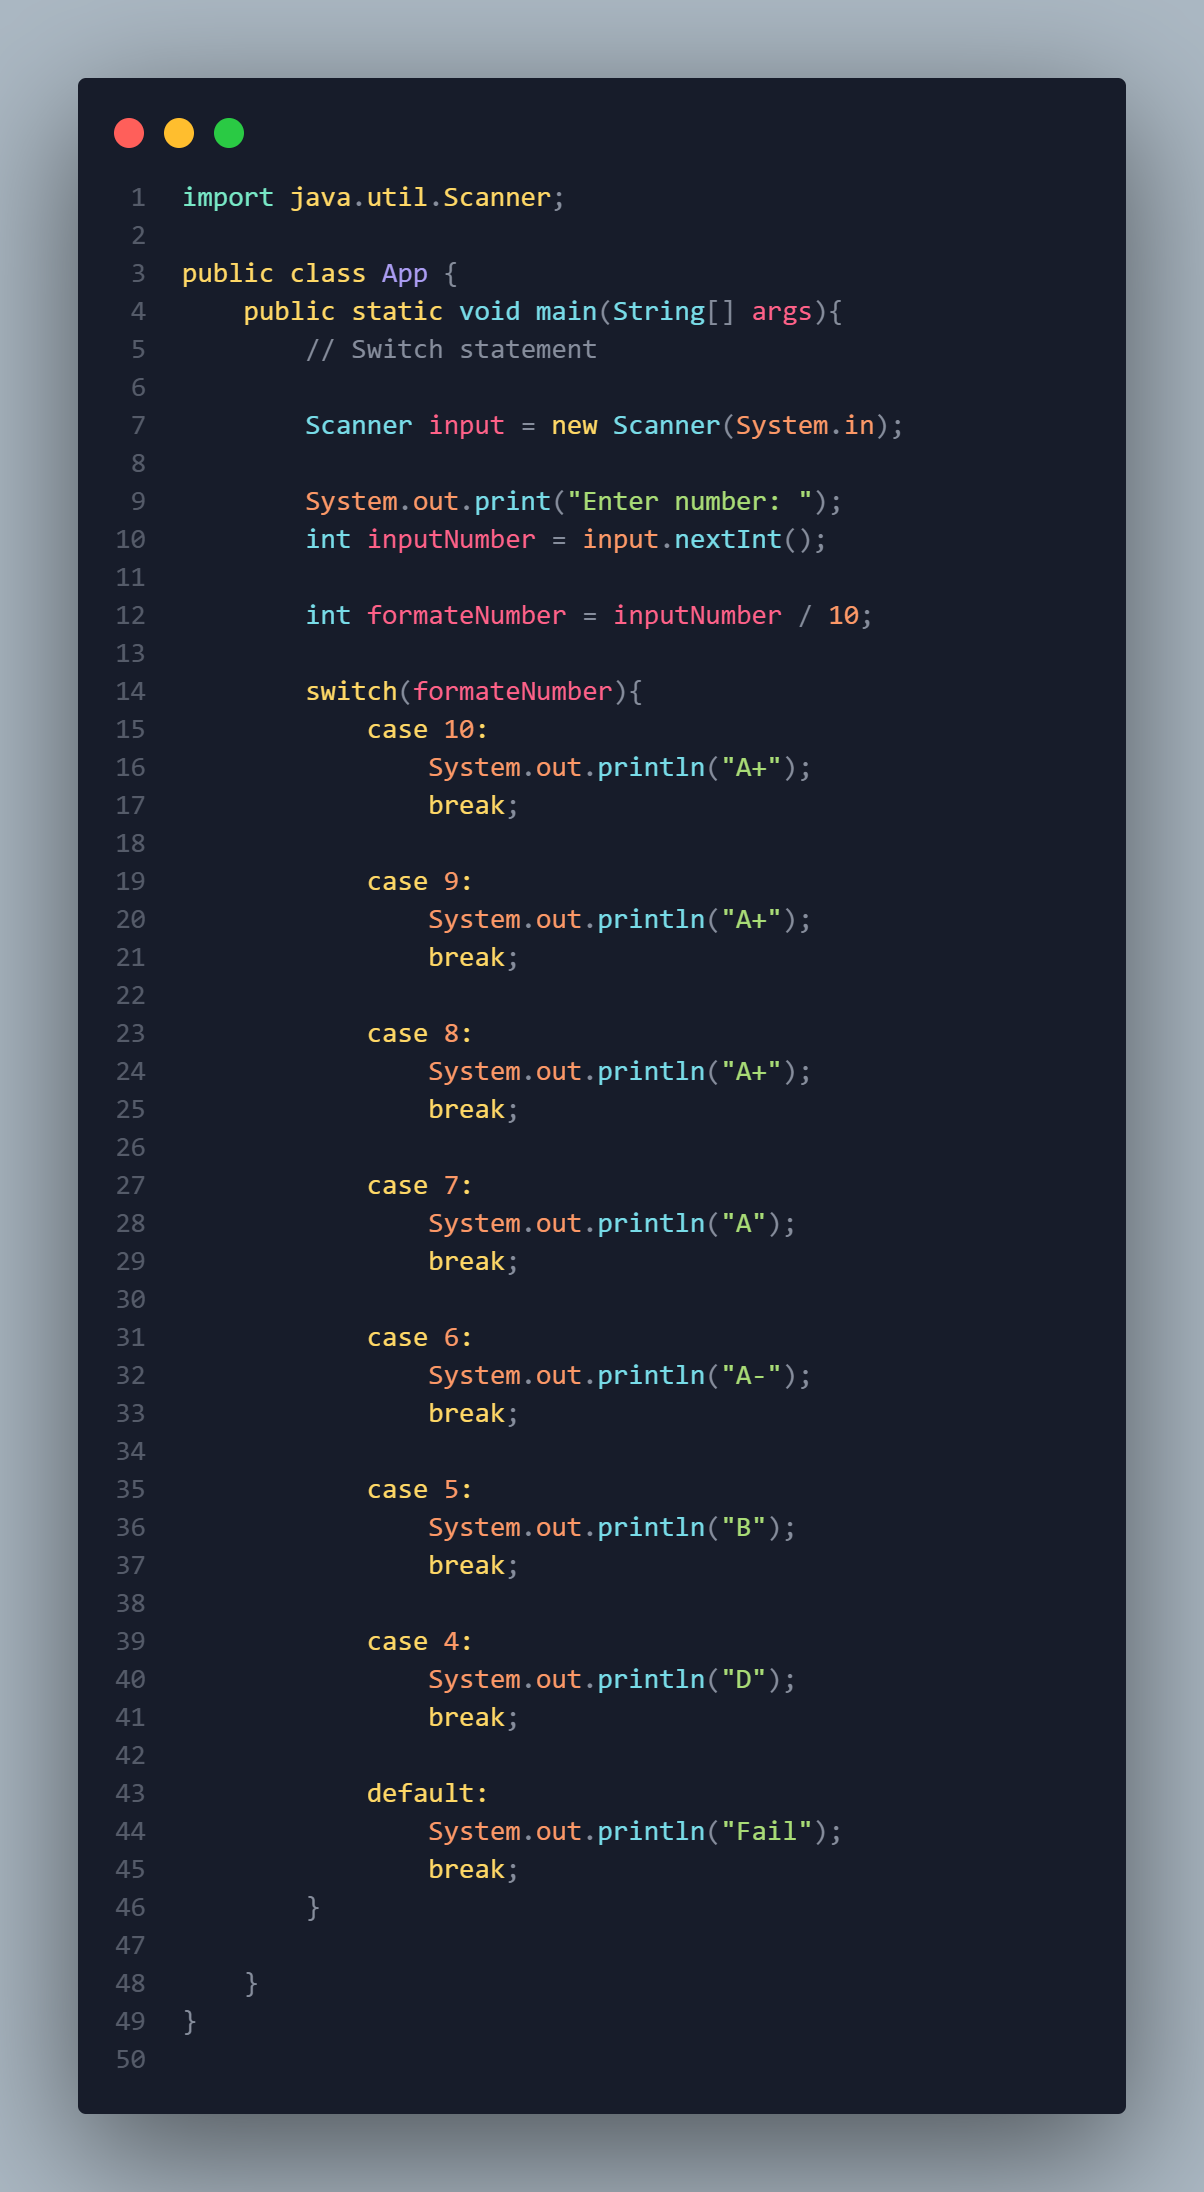 1 import java.util.Scanner;
2
3 public class App {
4     public static void main(String[] args){
5         // Switch statement
6
7         Scanner input = new Scanner(System.in);
8
9         System.out.print("Enter number: ");
10         int inputNumber = input.nextInt();
11
12         int formateNumber = inputNumber / 10;
13
14         switch(formateNumber){
15             case 10:
16                 System.out.println("A+");
17                 break;
18
19             case 9:
20                 System.out.println("A+");
21                 break;
22
23             case 8:
24                 System.out.println("A+");
25                 break;
26
27             case 7:
28                 System.out.println("A");
29                 break;
30
31             case 6:
32                 System.out.println("A-");
33                 break;
34
35             case 5:
36                 System.out.println("B");
37                 break;
38
39             case 4:
40                 System.out.println("D");
41                 break;
42
43             default:
44                 System.out.println("Fail");
45                 break;
46         }
47
48     }
49 }
50